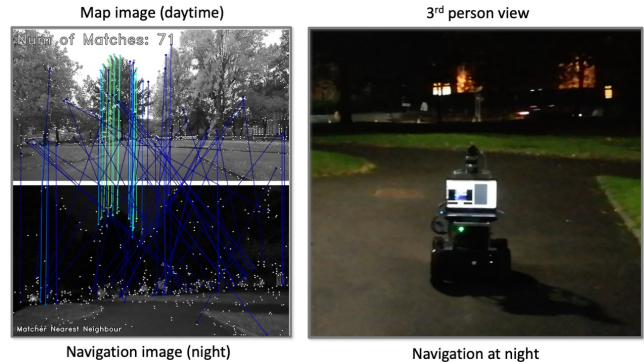 Map image (daytime)
3rd person view
Num of Matches: 71
Matcher Nearest Neighbour
Navigation image (night)
Navigation at night